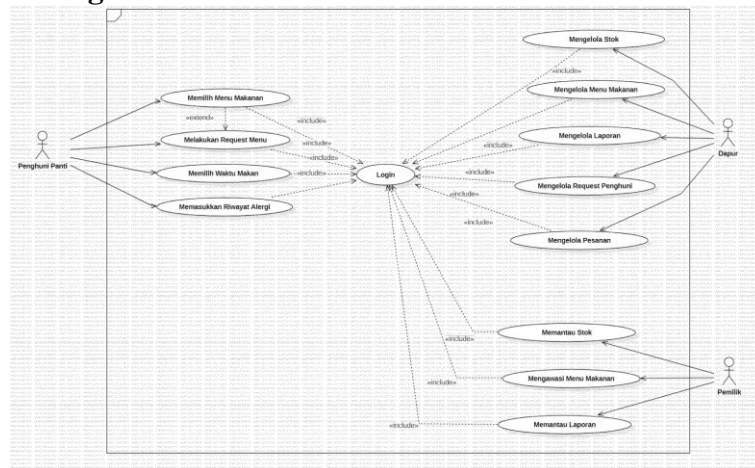 Mengelola Stok
«include»
Mengelola Menu Makanan
Memilih Menu Makanan
«extend»
«include»
Melakukan Request Menu
«include»
Mengelola Laporan
«include»
Dapur
Penghuni Panti
«include»
Memilih Waktu Makan
«include»
Login
«include»
Mengelola Request Penghuni
Memasukkan Riwayat Alergi
«include»
Mengelola Pesanan
Memantau Stok
«include»
Mengawasi Menu Makanan
«include»
Pemilik
Memantau Laporan
«include»